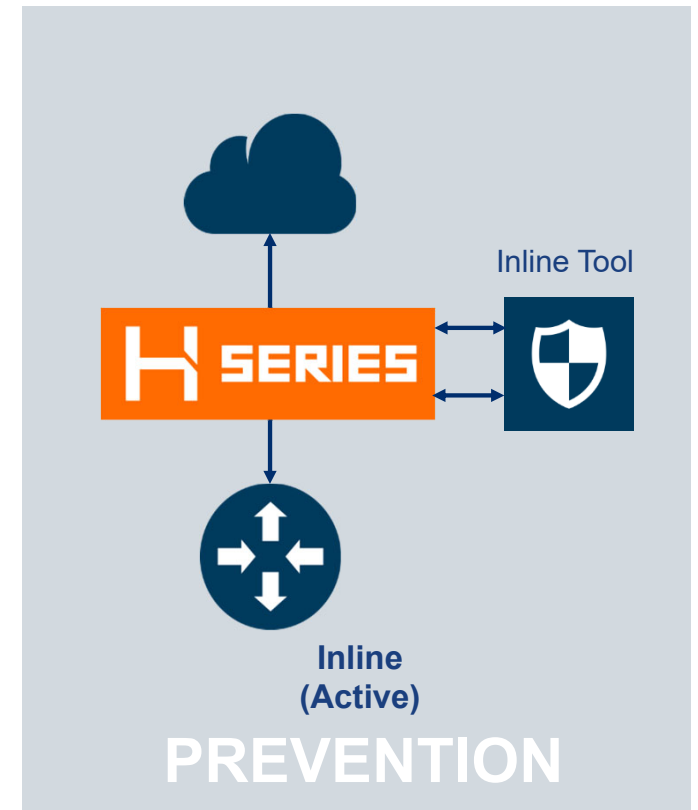 Inline Tool
H SERIES
Inline
(Active)
PREVENTION